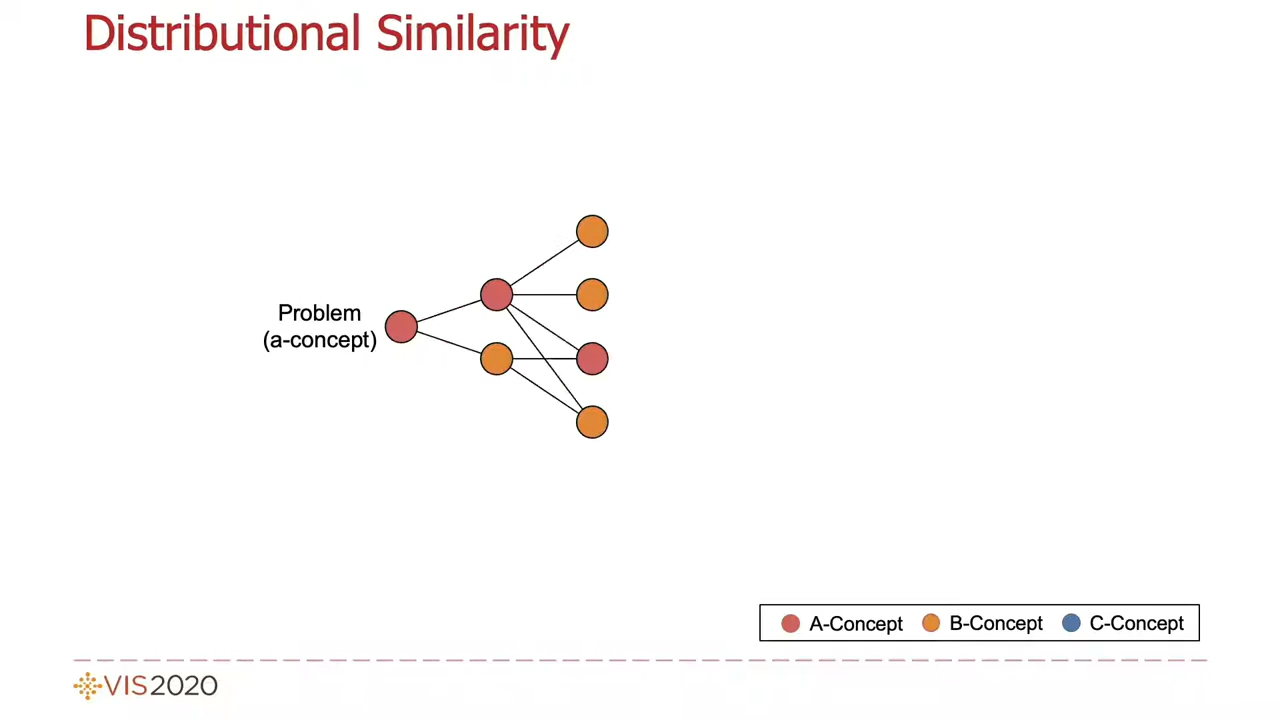 Distributional Similarity
Problem
(a-concept)
A-Concept B-Concept C-Concept
VIS2020